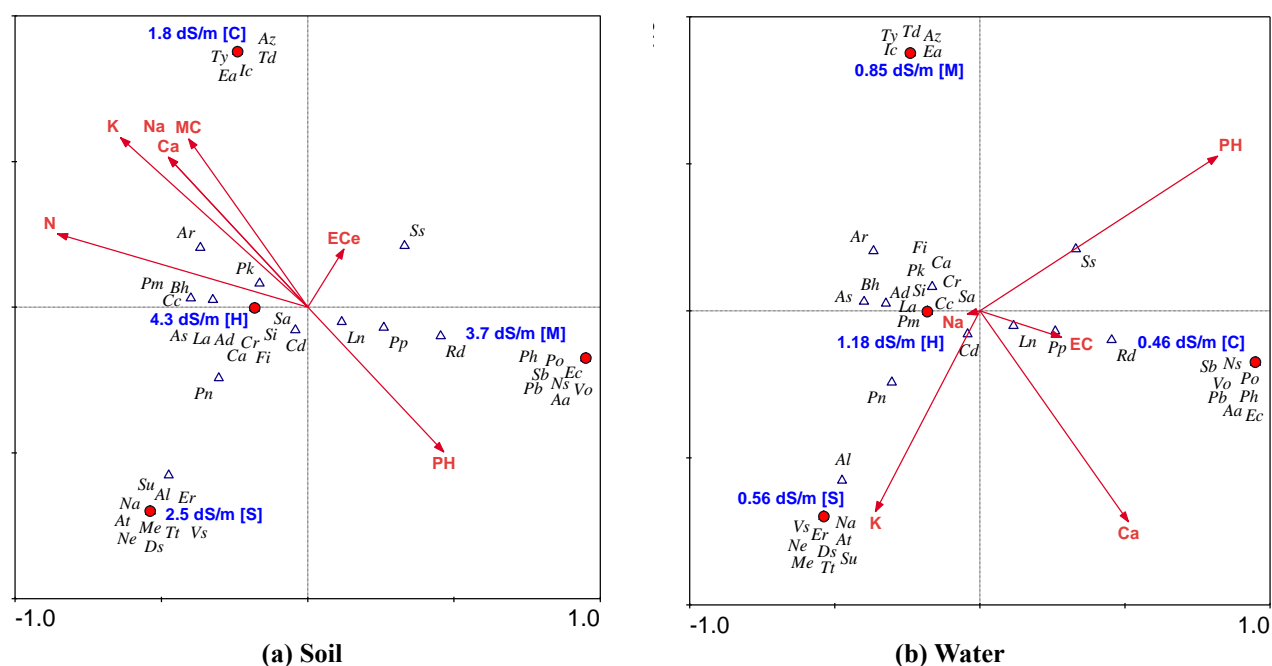 1.8 dS/m [C]
Az
Ty
Td
Ic
Ea
K
Na
MC
Ca
N
ECe
Ss
Ar
Pk
Pm
Bh
Cc
4.3 dS/m [H]
Sa
As
La
Ad
Cr
Si
Cd
Ca
Fi
Ln
Pp
Rd
3.7 dS/m [M]
Ph
Po
Sb
Ec
Pb
Ns
Vo
Aa
Pn
PH
Su
Al
Er
Na
2.5 dS/m [S]
At
Me
Tt
Vs
Ne
Ds
-1.0
1.0
(a) Soil
Ty
Td
Az
Ic
Ea
0.85 dS/m [M]
PH
Ar
Fi
Ca
Pk
Ss
Bh
Ad
Si
Cr
As
La
Cc
Sa
Pm
Na
1.18 dS/m [H]
Cd
Ln
Pp
EC
Rd
0.46 dS/m [C]
Sb
Ns
Vo
Po
Pb
Ph
Aa
Ec
Pn
Al
0.56 dS/m [S]
K
Ca
Vs
Er
Na
At
Ne
Ds
Su
Me
Tt
-1.0
1.0
(b) Water